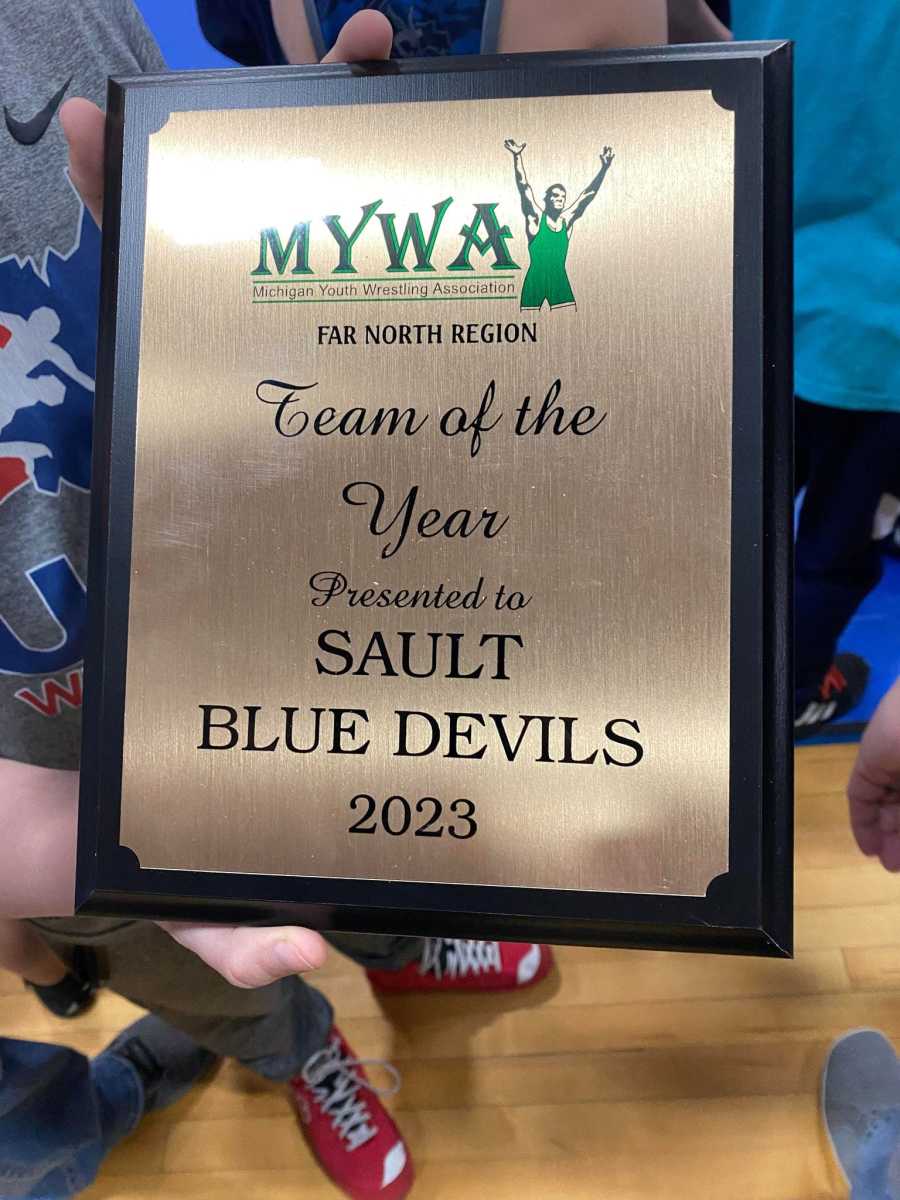 MYWA
Michigan Youth Wrestling Association
FAR NORTH REGION
Team of the
Year
Presented to
SAULT
BLUE DEVILS
2023